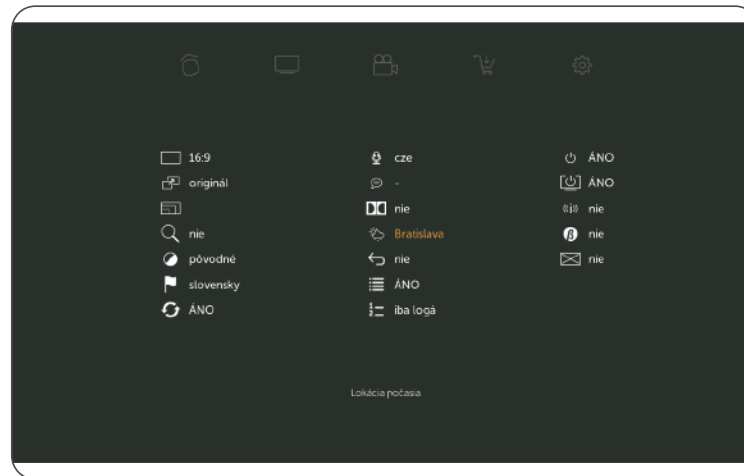 16:9
originál
nie
pôvodné
slovensky
ÁNO
cze
-
nie
Bratislava
nie
ÁNO
iba logá
ÁNO
ÁNO
nie
nie
nie
Lokácia počasia